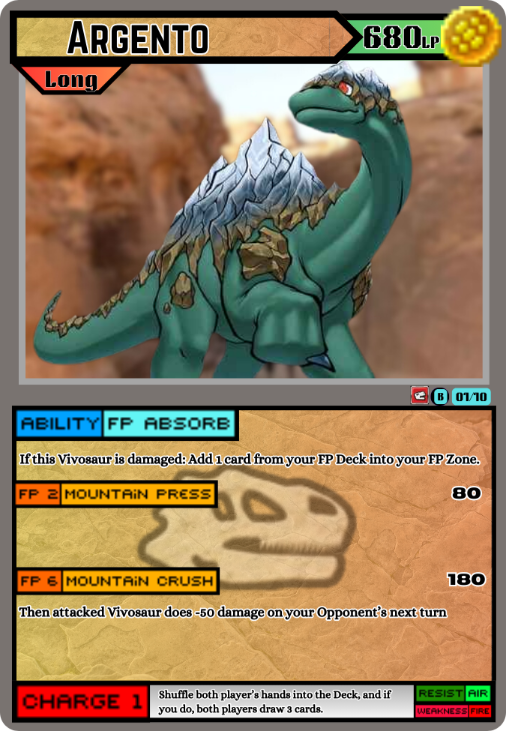 ARGENTO
680LP
Long
B 01/10
ABILITY FP ABSORB
If this Vivosaur is damaged: Add 1 card from your FP Deck into your FP Zone.
FP 2 MOUNTAIN PRESS 80
FP 6 MOUNTAIN CRUSH 180
Then attacked Vivosaur does -50 damage on your Opponent's next turn
CHARGE 1
Shuffle both player's hands into the Deck, and if
you do, both players draw 3 cards.
RESIST AIR
WEAKNESS FIRE